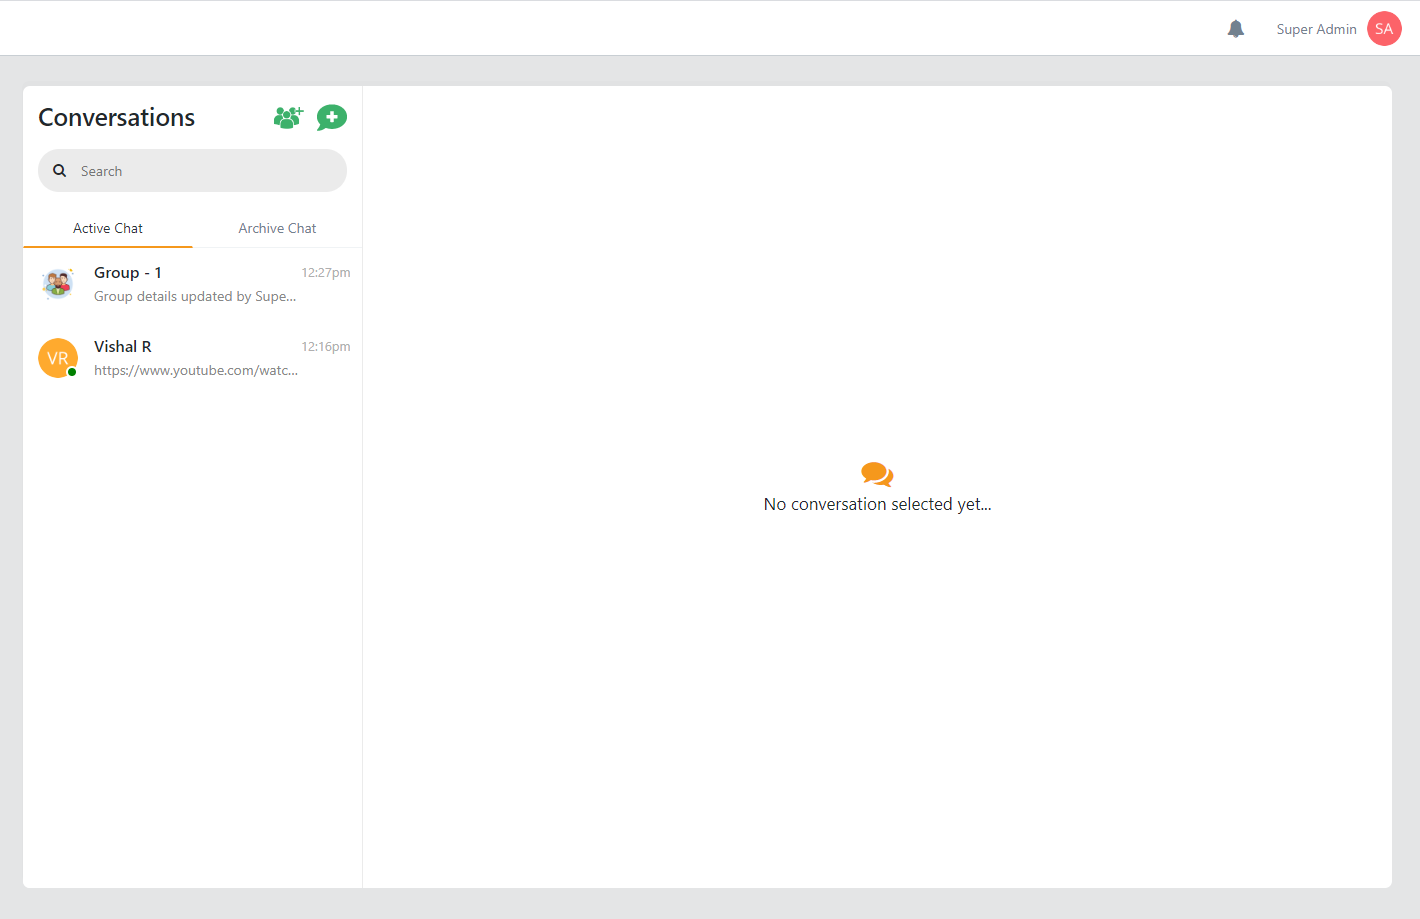 Super Admin
SA
Conversations
Search
Active Chat
Archive Chat
Group - 1
12:27pm
Group details updated by Supe...
VR
Vishal R
12:16pm
https://www.youtube.com/watc...
No conversation selected yet...